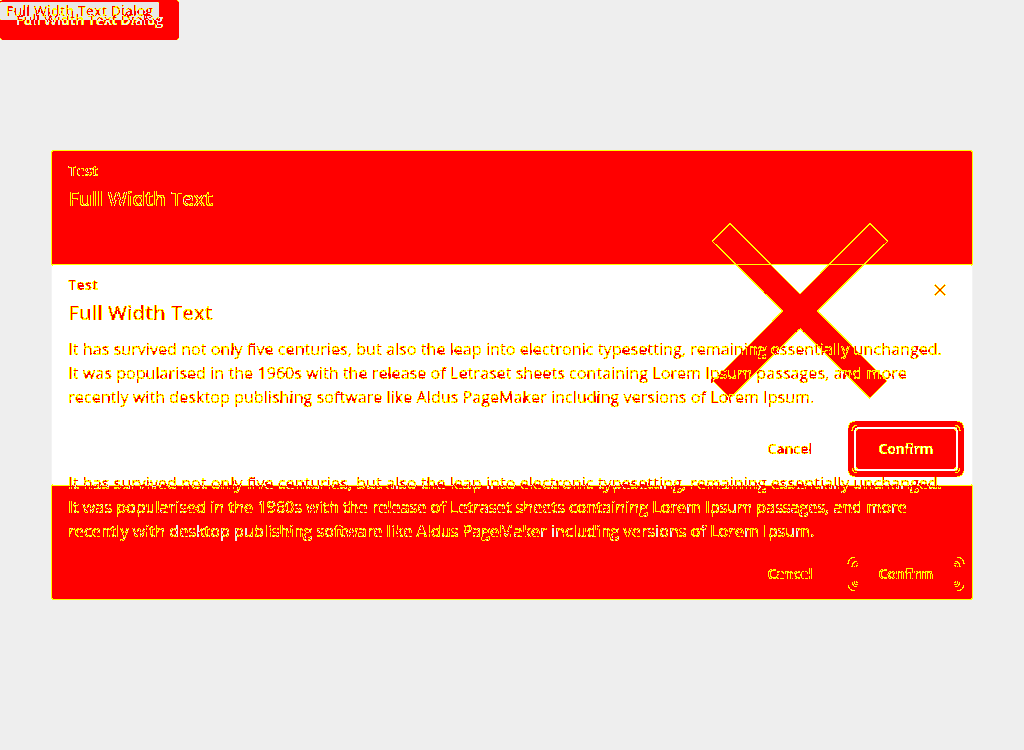 Full Width Text Dialog
Full Width Text Dialog
Test
Full Width Text
Test
Full Width Text
It has survived not only five centuries, but also the leap into electronic typesetting, remaining essentially unchanged.
It was popularised in the 1960s with the release of Letraset sheets containing Lorem Ipsum passages, and more
recently with desktop publishing software like Aldus PageMaker including versions of Lorem Ipsum.
Cancel Confirm
It has survived not only five centuries, but also the leap into electronic typesetting, remaining essentially unchanged.
It was popularised in the 1960s with the release of Letraset sheets containing Lorem Ipsum passages, and more
recently with desktop publishing software like Aldus PageMaker including versions of Lorem Ipsum.
Cancel Confirm